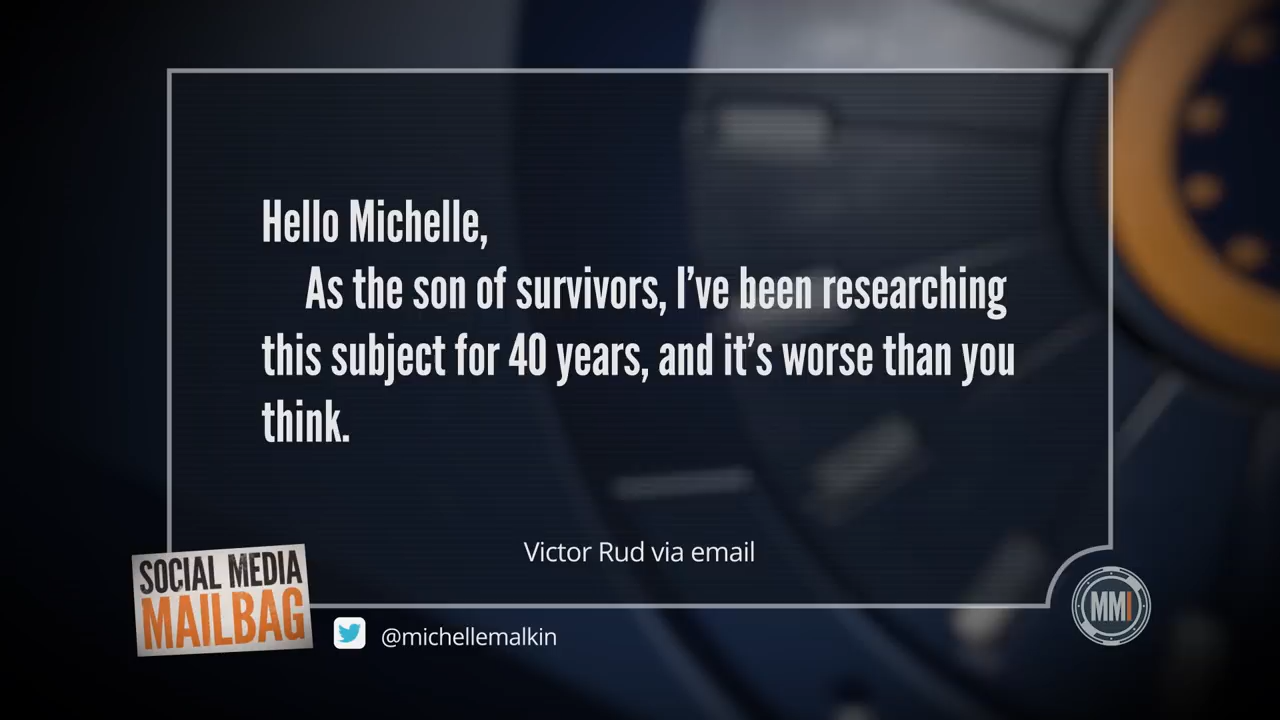 Hello Michelle,
As the son of survivors, I’ve been researching
this subject for 40 years, and it’s worse than you
think.
Victor Rud via email
SOCIAL MEDIA
MAILBAG
@michellemalkin
MMI